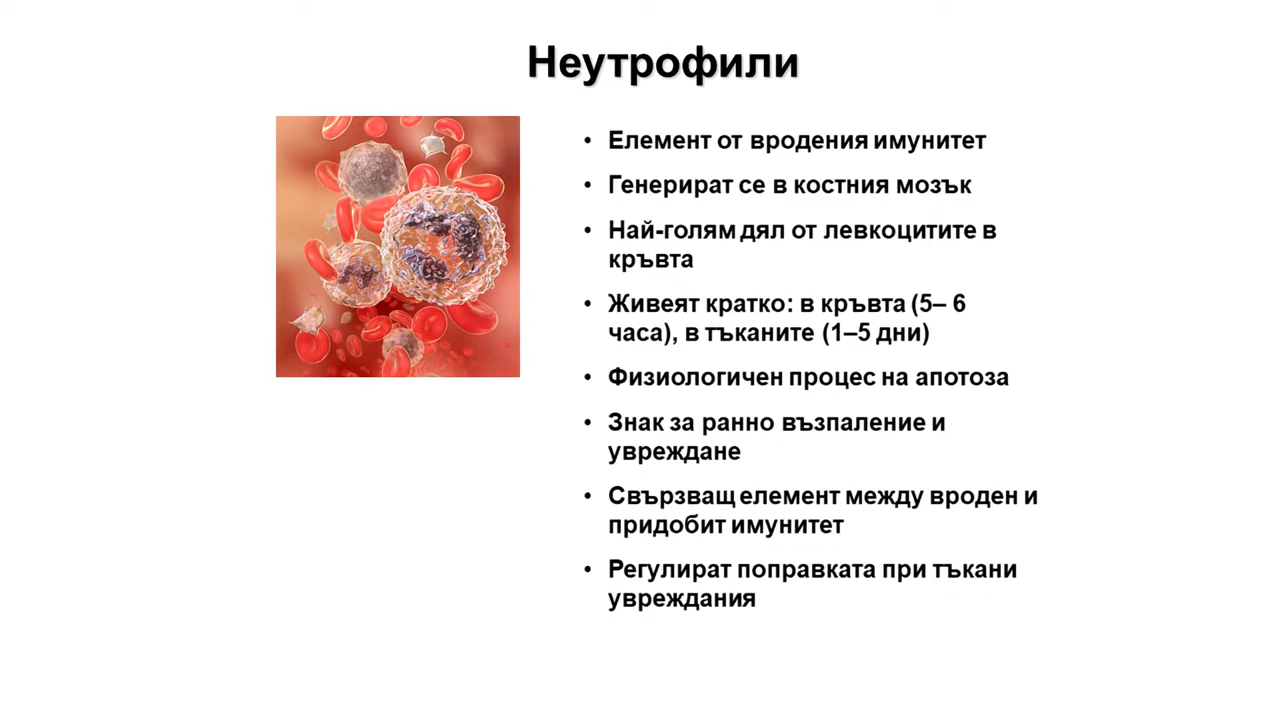 Неутрофили
• Елемент от вродения имунитет
• Генерират се в костния мозък
• Най-голям дял от левкоцитите в
кръвта
• Живеят кратко: в кръвта (5– 6
часа), в тъканите (1–5 дни)
• Физиологичен процес на апотоза
• Знак за ранно възпаление и
увреждане
• Свързващ елемент между вроден и
придобит имунитет
• Регулират поправката при тъкани
увреждания